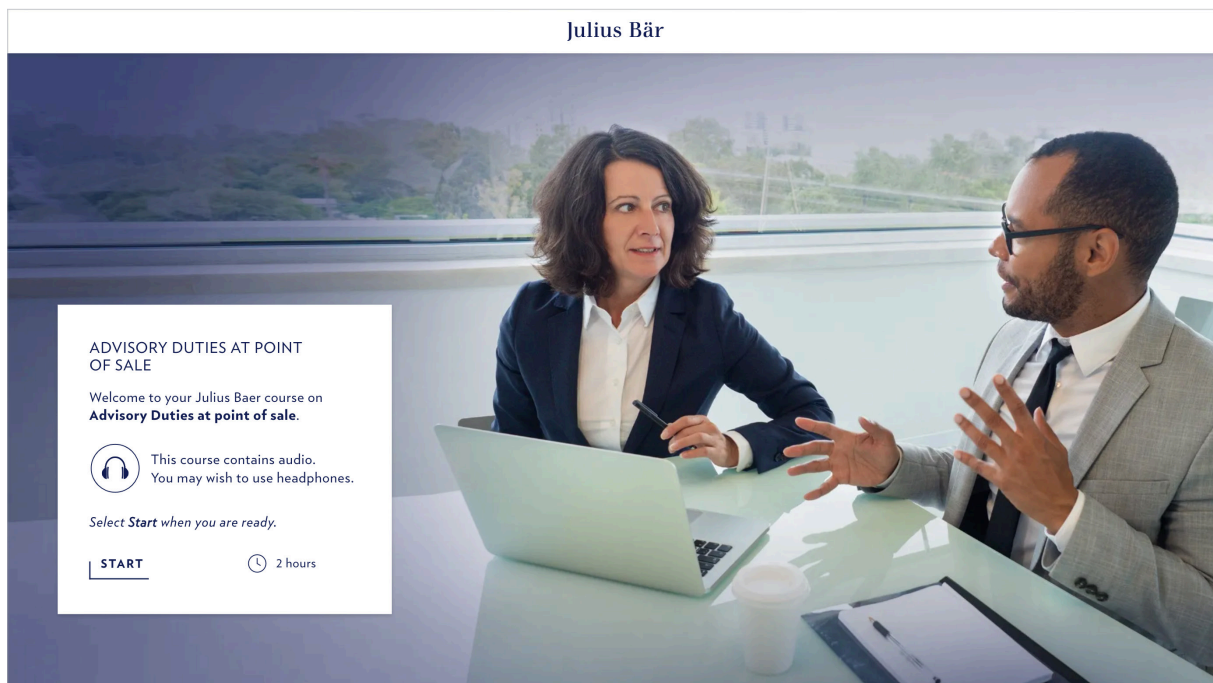 Julius Bär
ADVISORY DUTIES AT POINT
OF SALE
Welcome to your Julius Baer course on
Advisory Duties at point of sale.
This course contains audio.
You may wish to use headphones.
Select Start when you are ready.
START
2 hours